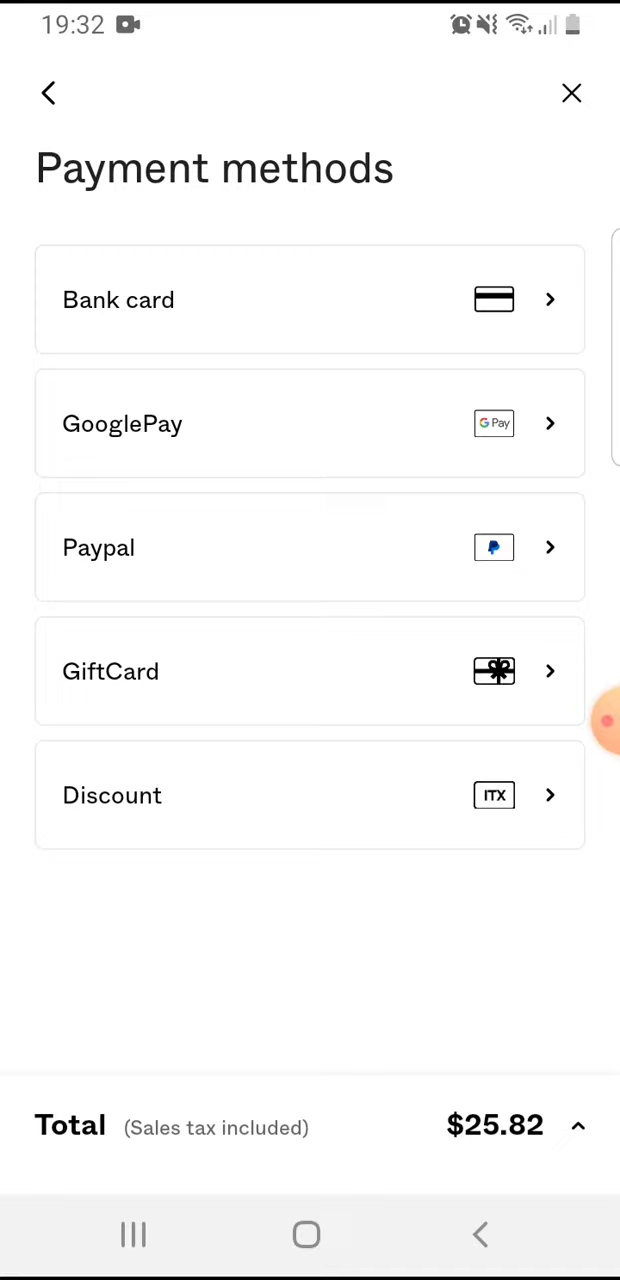 19:32
Payment methods
Bank card
GooglePay
G Pay
Paypal
GiftCard
Discount
ITX
Total (Sales tax included) $25.82